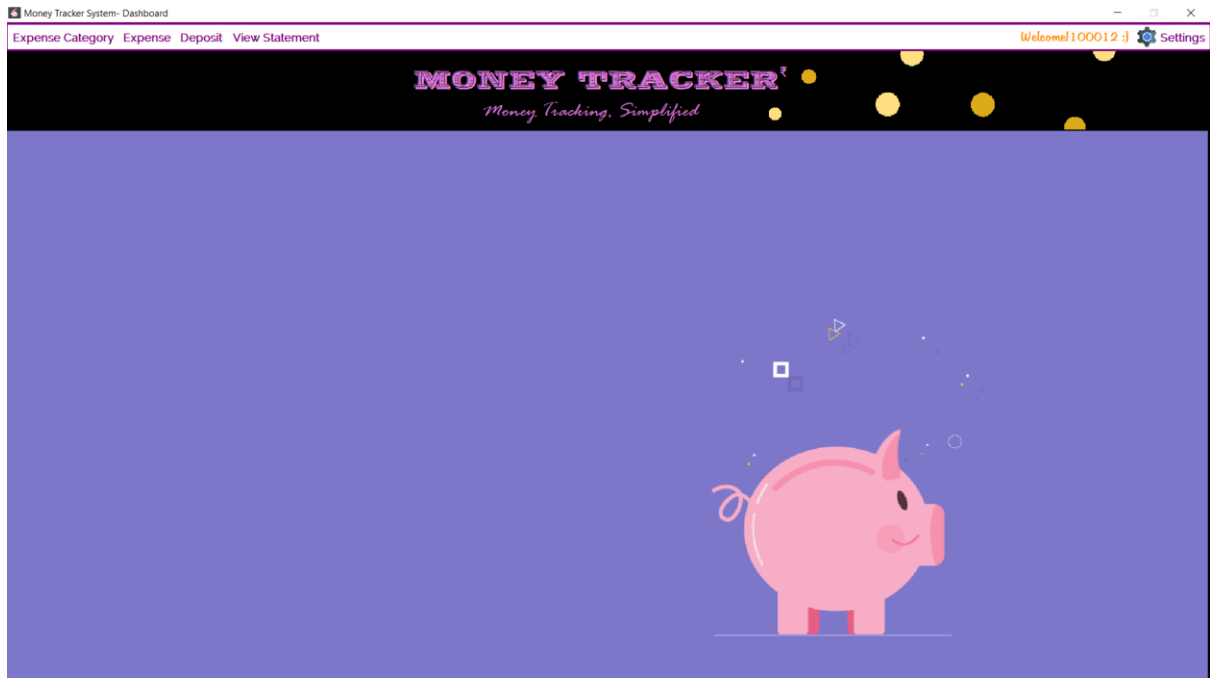 Money Tracker System- Dashboard
Expense Category Expense Deposit View Statement Welcome!100012 :) Settings
MONEY TRACKER₹
Money Tracking, Simplified